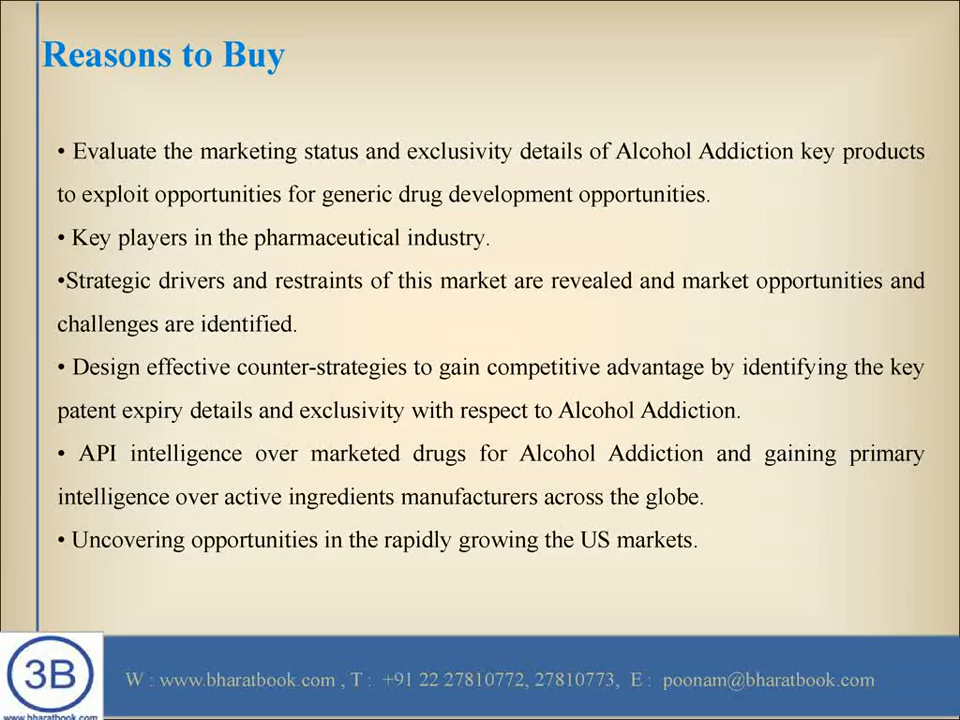 Reasons to Buy
• Evaluate the marketing status and exclusivity details of Alcohol Addiction key products
to exploit opportunities for generic drug development opportunities.
• Key players in the pharmaceutical industry.
•Strategic drivers and restraints of this market are revealed and market opportunities and
challenges are identified.
• Design effective counter-strategies to gain competitive advantage by identifying the key
patent expiry details and exclusivity with respect to Alcohol Addiction.
• API intelligence over marketed drugs for Alcohol Addiction and gaining primary
intelligence over active ingredients manufacturers across the globe.
• Uncovering opportunities in the rapidly growing the US markets.
3B
www.bharatbook.com
W : www.bharatbook.com , T : +91 22 27810772, 27810773, E : poonam@bharatbook.com